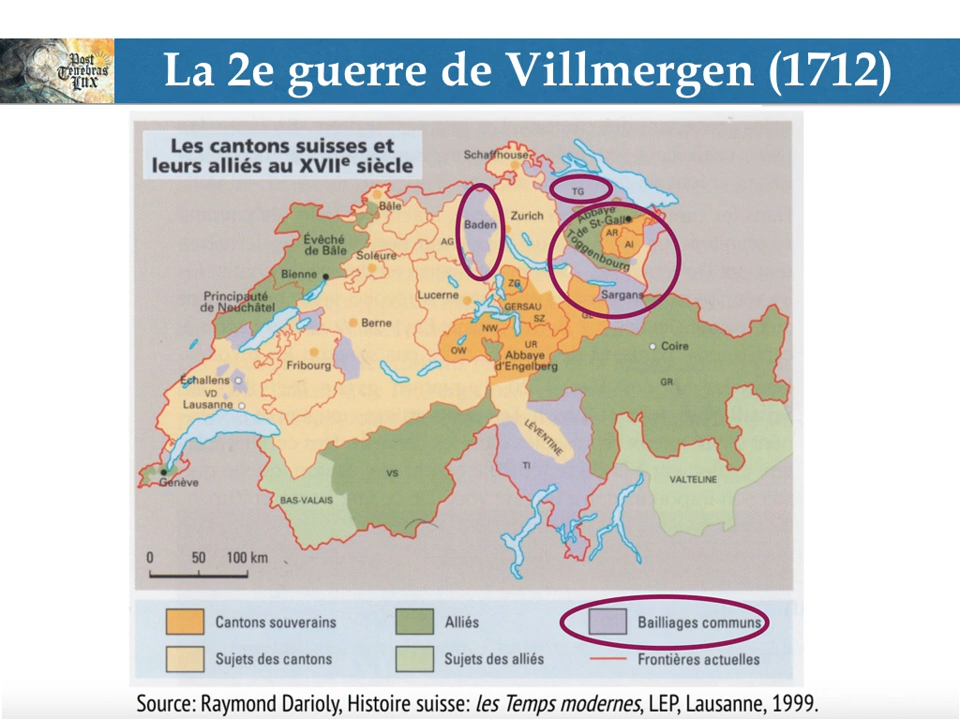 Post
Tenebras
Lux
La 2e guerre de Villmergen (1712)
Les cantons suisses et
leurs alliés au XVIIe siècle
Schaffhouse
TG
Bâle
Baden
Zurich
Abbaye
de St-Gall
AR
AI
Toggenbourg
AG
Évêché
de Bâle
Soleure
Bienne
Sargans
Lucerne
ZG
GERSAU
SZ
GL
Principauté
de Neuchâtel
Berne
NW
OW
UR
Abbaye
d'Engelberg
Coire
Fribourg
GR
Échallens
VD
Lausanne
LÉVENTINE
TI
VS
VALTELINE
Genève
BAS-VALAIS
0 50 100 km
Cantons souverains
Alliés
Bailliages communs
Sujets des cantons
Sujets des alliés
Frontières actuelles
Source: Raymond Darioly, Histoire suisse: les Temps modernes, LEP, Lausanne, 1999.